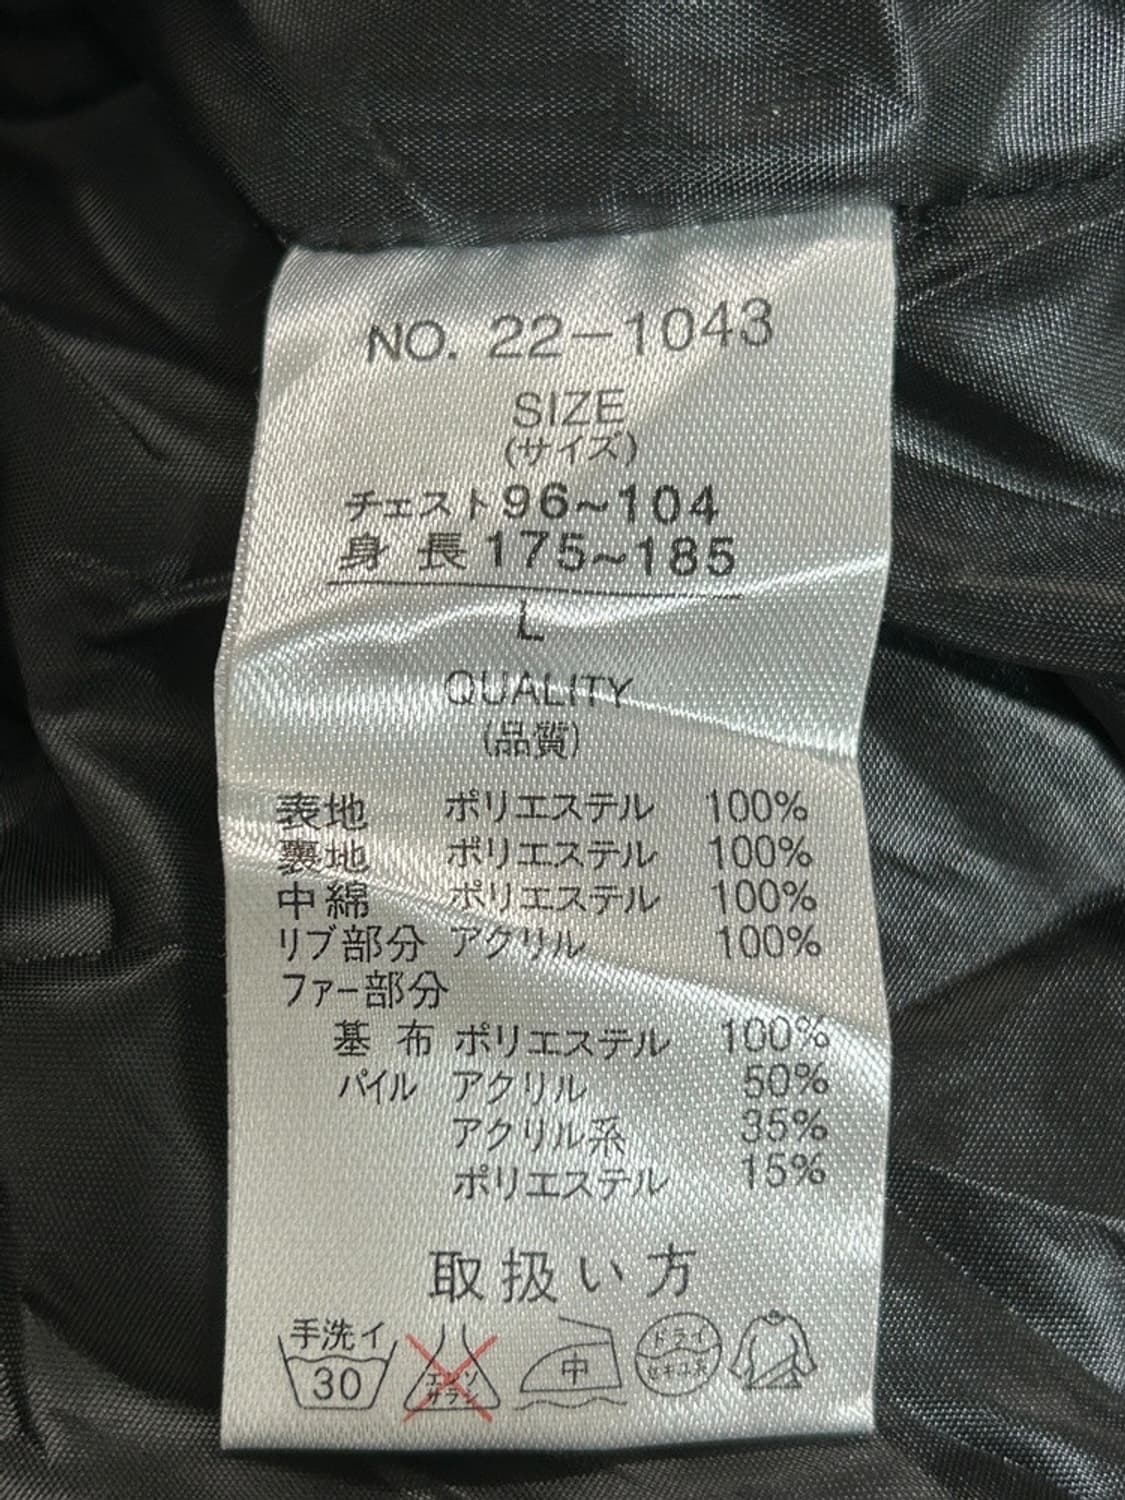 NO. 22-1043
SIZE
(サイズ)
チェスト 96~104
身長 175~185
L
QUALITY
(品質)
表地 ポリエステル 100%
裏地 ポリエステル 100%
中綿 ポリエステル 100%
リブ部分 アクリル 100%
ファー部分
基布 ポリエステル 100%
パイル アクリル 50%
アクリル系 35%
ポリエステル 15%
取扱い方
手洗イ
30
エンソ
サラシ
中
ドライ
セキユ系